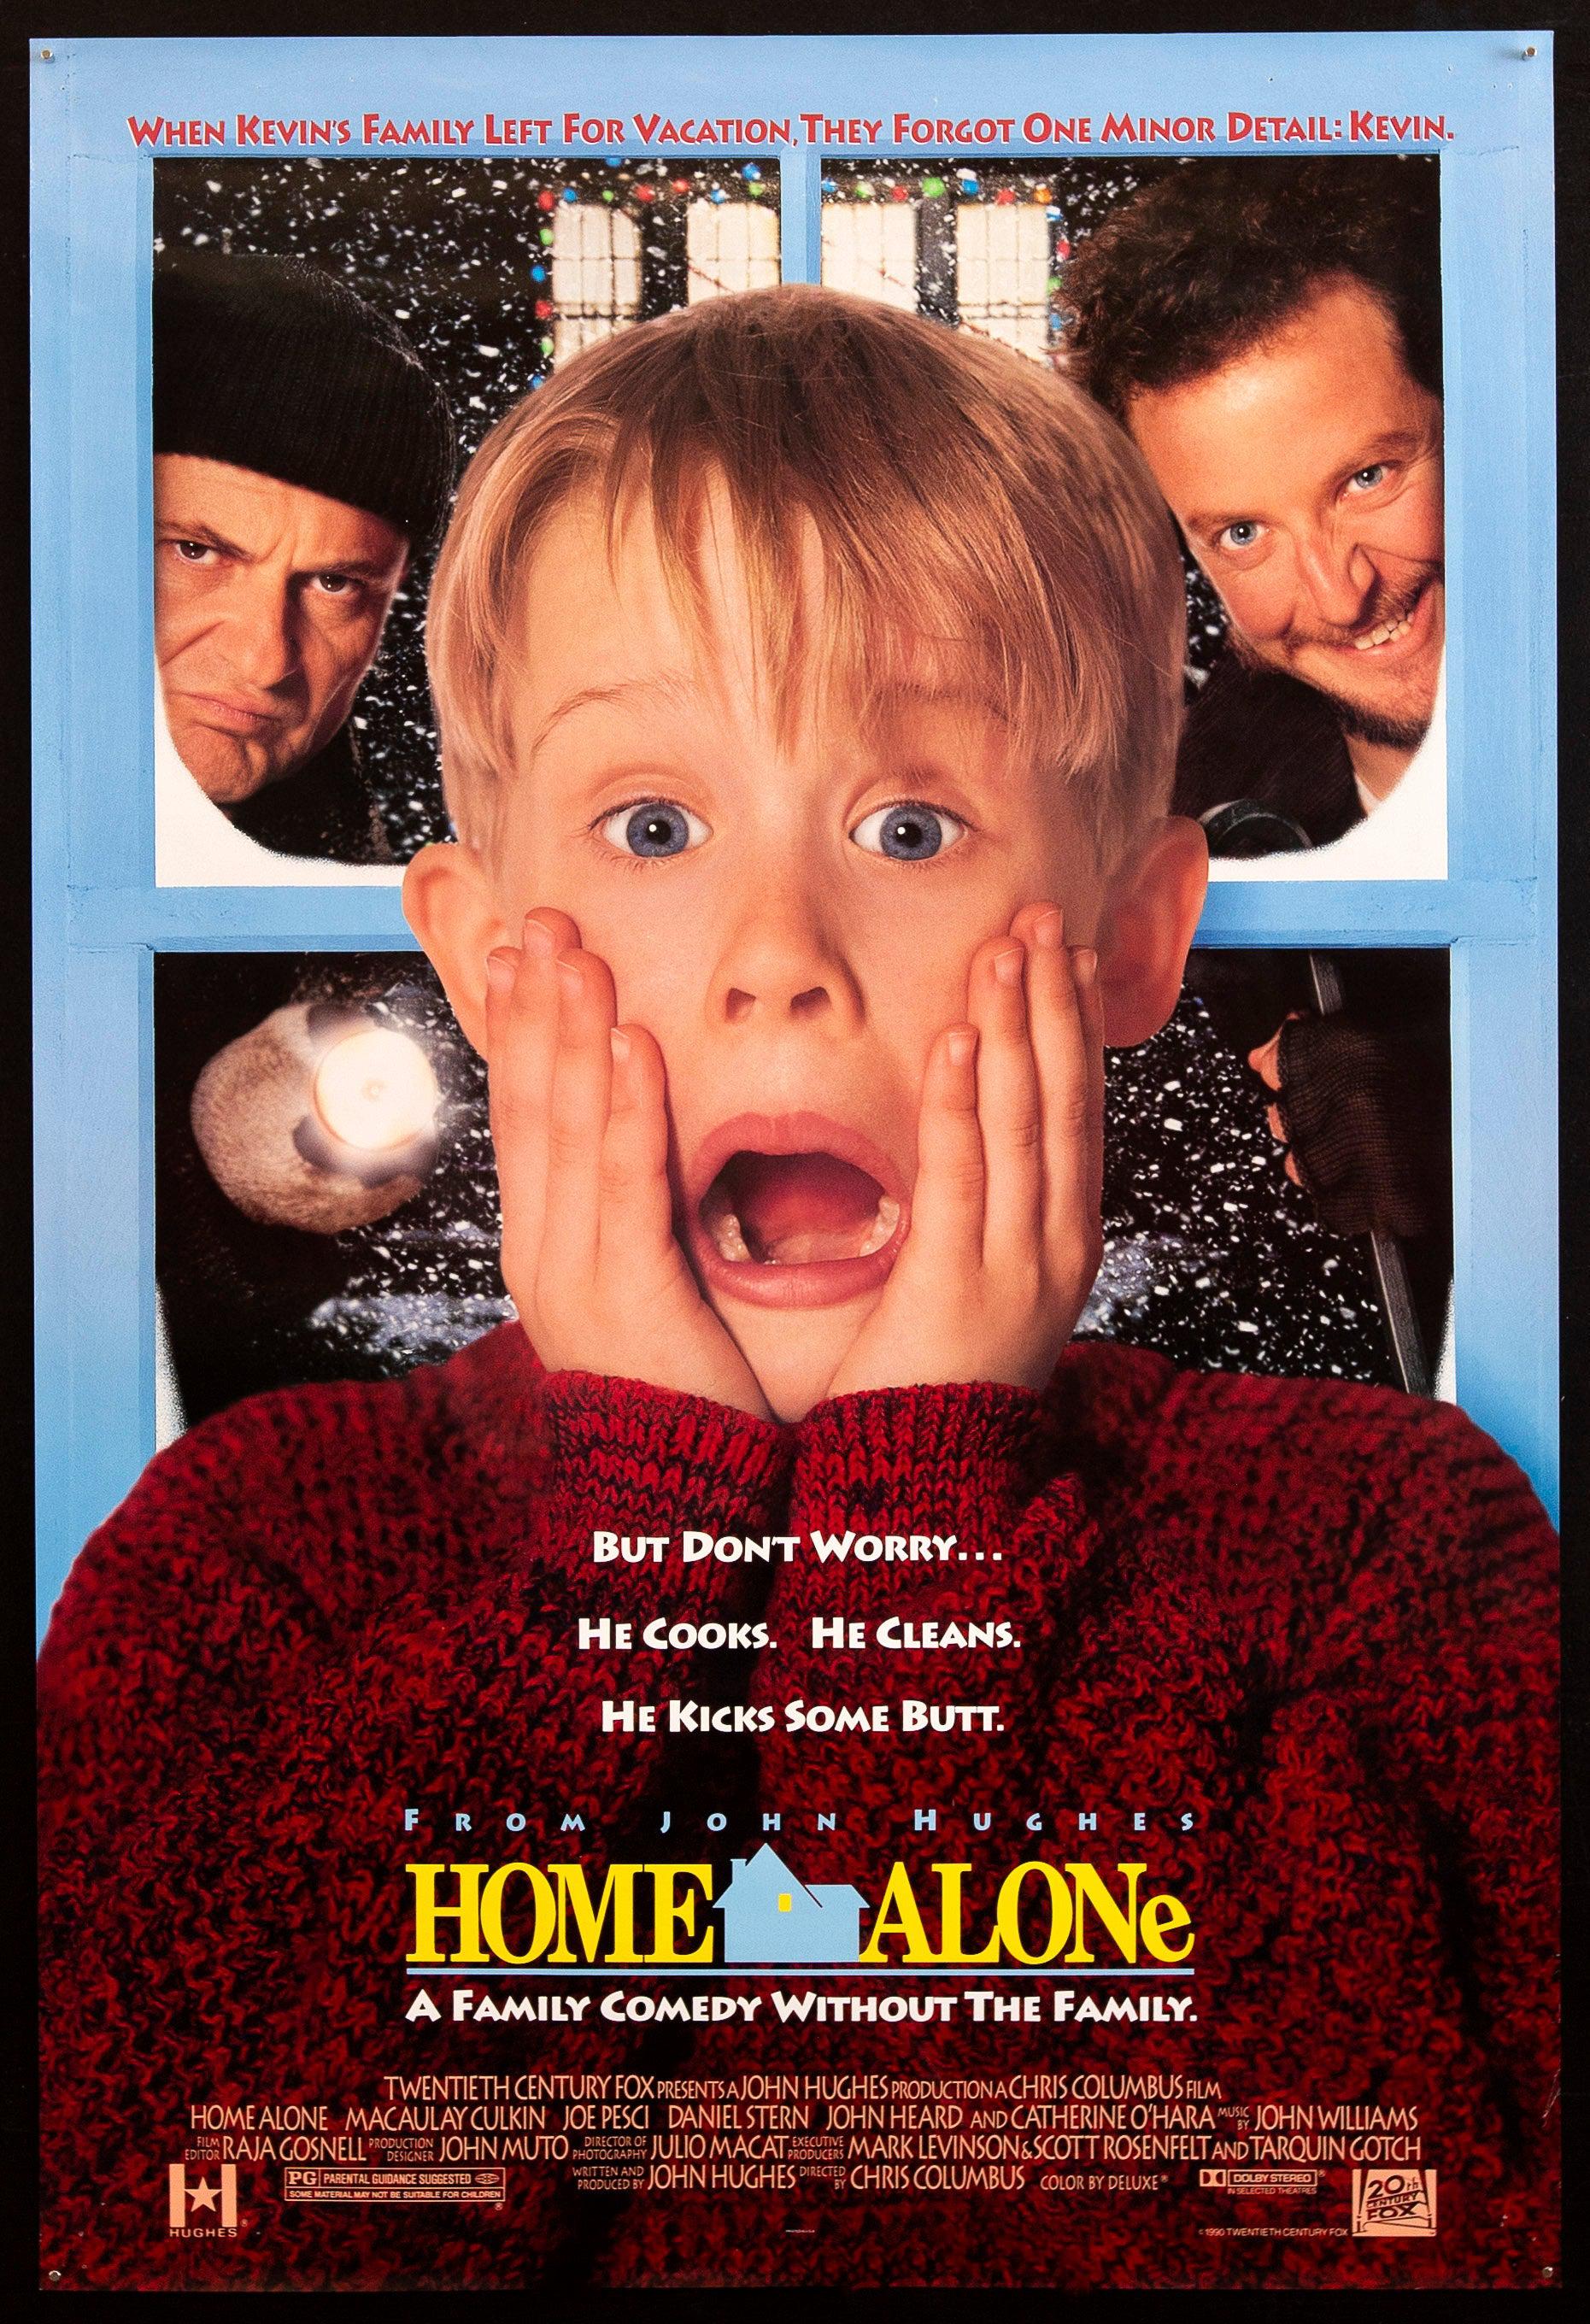 WHEN KEVIN'S FAMILY LEFT FOR VACATION, THEY FORGOT ONE MINOR DETAIL: KEVIN.
BUT DON'T WORRY...
HE COOKS. HE CLEANS.
HE KICKS SOME BUTT.
FROM JOHN HUGHES
HOME ALONe
A FAMILY COMEDY WITHOUT THE FAMILY.
TWENTIETH CENTURY FOX PRESENTS A JOHN HUGHES PRODUCTION A CHRIS COLUMBUS FILM
HOME ALONE MACAULAY CULKIN JOE PESCI DANIEL STERN JOHN HEARD AND CATHERINE O'HARA MUSIC BY JOHN WILLIAMS
FILM EDITOR RAJA GOSNELL PRODUCTION DESIGNER JOHN MUTO DIRECTOR OF PHOTOGRAPHY JULIO MACAT EXECUTIVE PRODUCERS MARK LEVINSON & SCOTT ROSENFELT AND TARQUIN GOTCH
WRITTEN AND PRODUCED BY JOHN HUGHES DIRECTED BY CHRIS COLUMBUS COLOR BY DELUXE®
H
HUGHES ®
PG PARENTAL GUIDANCE SUGGESTED
SOME MATERIAL MAY NOT BE SUITABLE FOR CHILDREN ®
DOLBY STEREO ®
IN SELECTED THEATRES
20th
CENTURY
FOX
© 1990 TWENTIETH CENTURY FOX